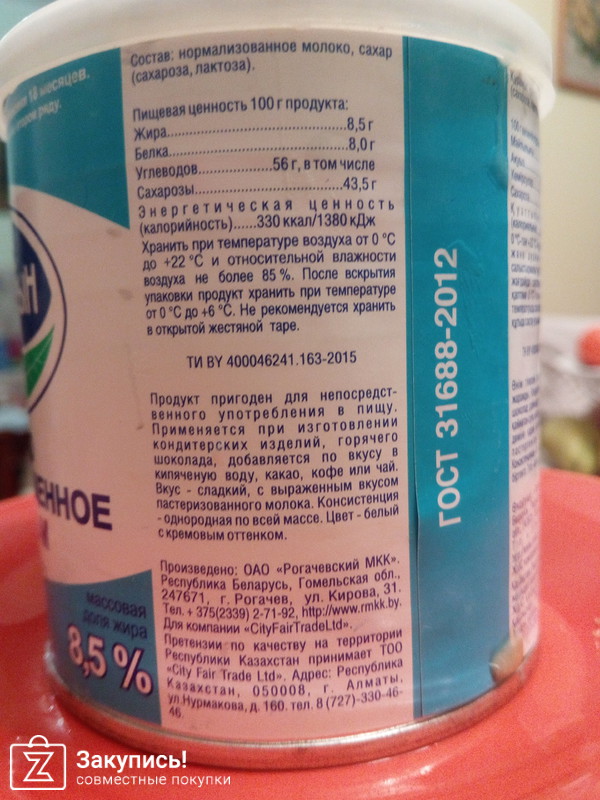 Состав: нормализованное молоко, сахар
(сахароза, лактоза).
Пищевая ценность 100 г продукта:
Жира..........................................8,5 г
Белка.........................................8,0 г
Углеводов..................56 г, в том числе
Сахарозы...................................43,5 г
Энергетическая ценность
(калорийность)......330 ккал/1380 кДж
Хранить при температуре воздуха от 0 °С
до +22 °С и относительной влажности
воздуха не более 85 %. После вскрытия
упаковки продукт хранить при температуре
от 0 °С до +6 °С. Не рекомендуется хранить
в открытой жестяной таре.
ТИ BY 400046241.163-2015
Продукт пригоден для непосредст-
венного употребления в пищу.
Применяется при изготовлении
кондитерских изделий, горячего
шоколада, добавляется по вкусу в
кипяченую воду, какао, кофе или чай.
Вкус - сладкий, с выраженным вкусом
пастеризованного молока. Консистенция
- однородная по всей массе. Цвет - белый
с кремовым оттенком.
Произведено: ОАО «Рогачевский МКК».
Республика Беларусь, Гомельская обл.,
247671, г. Рогачев, ул. Кирова, 31.
Тел. + 375(2339) 2-71-92, http://www.rmkk.by.
Для компании «CityFairTradeLtd».
Претензии по качеству на территории
Республики Казахстан принимает ТОО
«City Fair Trade Ltd». Адрес: Республика
Казахстан, 050008, г. Алматы,
ул.Нурмакова, д. 160. тел. 8 (727)-330-46-
46.
ГОСТ 31688-2012
месяцев.
ряду.
ЕННОЕ
массовая
доля жира
8,5 %
Закупись!
совместные покупки